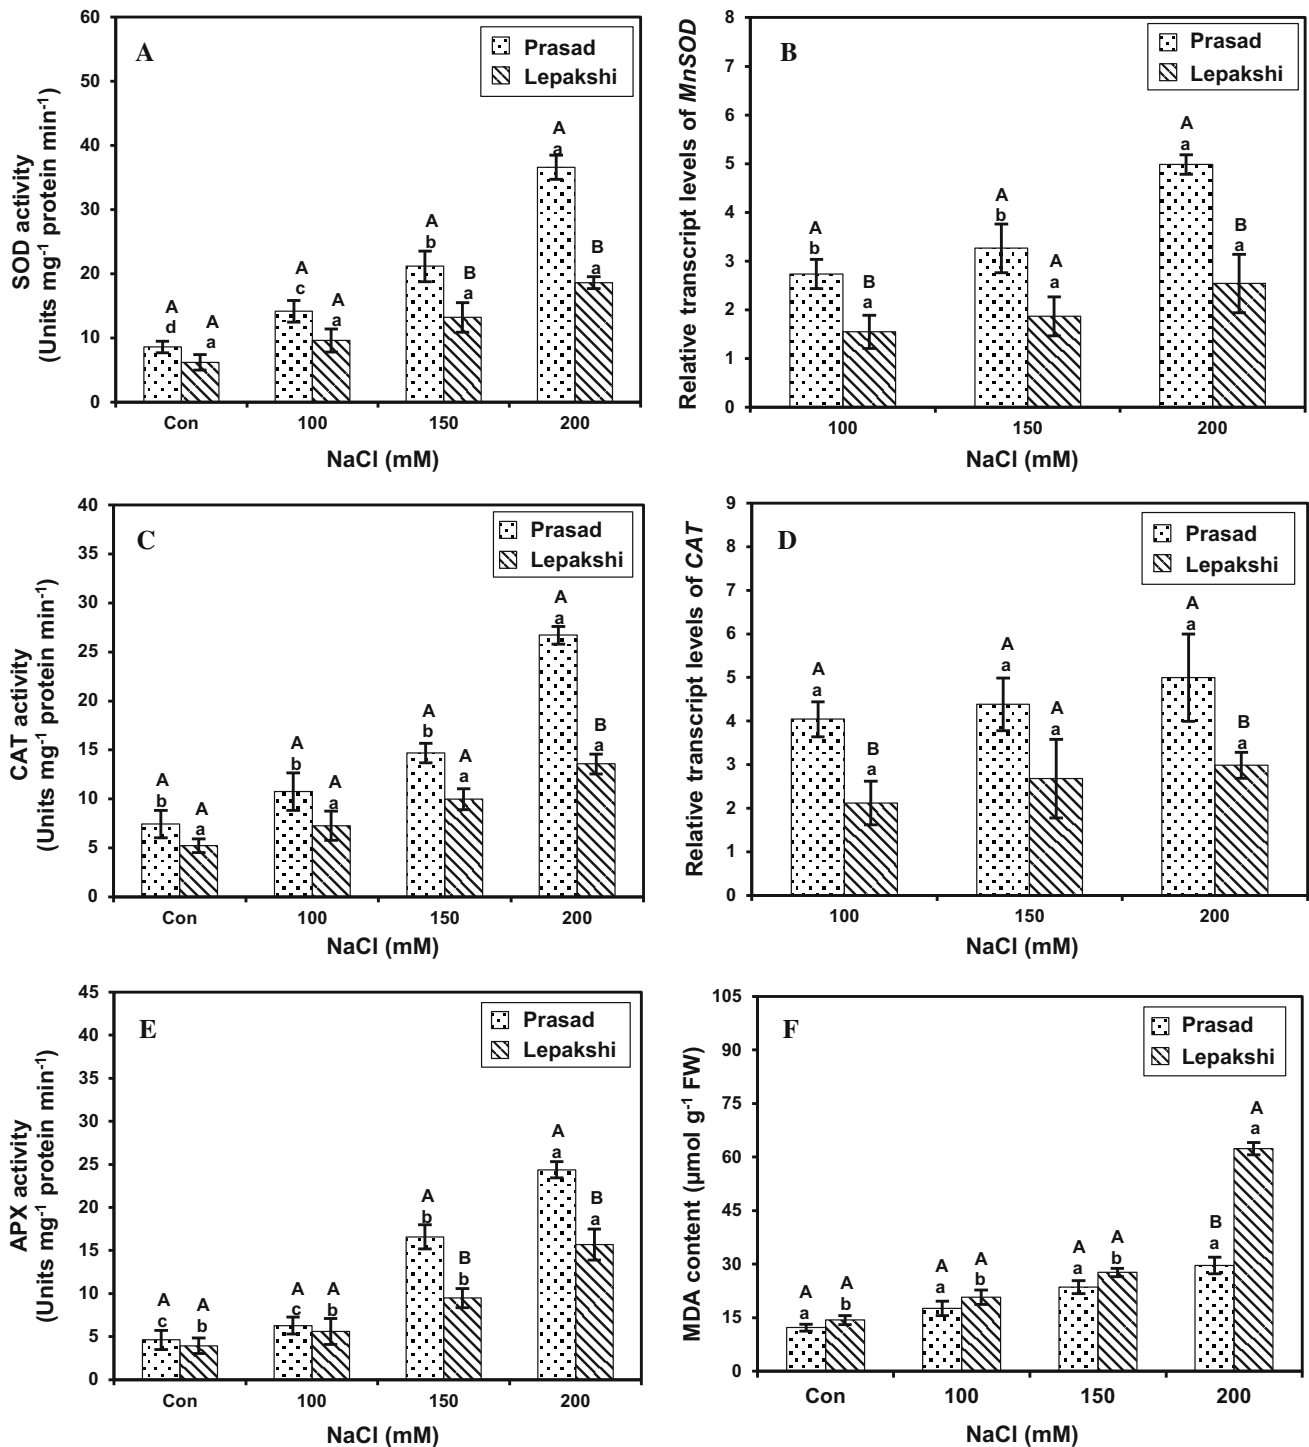 A
Prasad
Lepakshi
SOD activity
(Units mg⁻¹ protein min⁻¹)
60
50
40
30
20
10
0
A
d
A
a
A
c
A
a
A
b
B
a
A
a
B
a
Con
100
150
200
NaCl (mM)
B
Prasad
Lepakshi
Relative transcript levels of MnSOD
8
7
6
5
4
3
2
1
0
A
b
B
a
A
b
A
a
A
a
B
a
100
150
200
NaCl (mM)
C
Prasad
Lepakshi
CAT activity
(Units mg⁻¹ protein min⁻¹)
40
35
30
25
20
15
10
5
0
A
b
A
a
A
b
A
a
A
b
A
a
A
a
B
a
Con
100
150
200
NaCl (mM)
D
Prasad
Lepakshi
Relative transcript levels of CAT
9
8
7
6
5
4
3
2
1
0
A
a
B
a
A
a
A
a
A
a
B
a
100
150
200
NaCl (mM)
E
Prasad
Lepakshi
APX activity
(Units mg⁻¹ protein min⁻¹)
45
40
35
30
25
20
15
10
5
0
A
c
A
b
A
c
A
b
A
b
B
b
A
a
B
a
Con
100
150
200
NaCl (mM)
F
Prasad
Lepakshi
MDA content (µmol g⁻¹ FW)
105
90
75
60
45
30
15
0
A
a
A
b
A
a
A
b
A
a
A
b
B
a
A
a
Con
100
150
200
NaCl (mM)